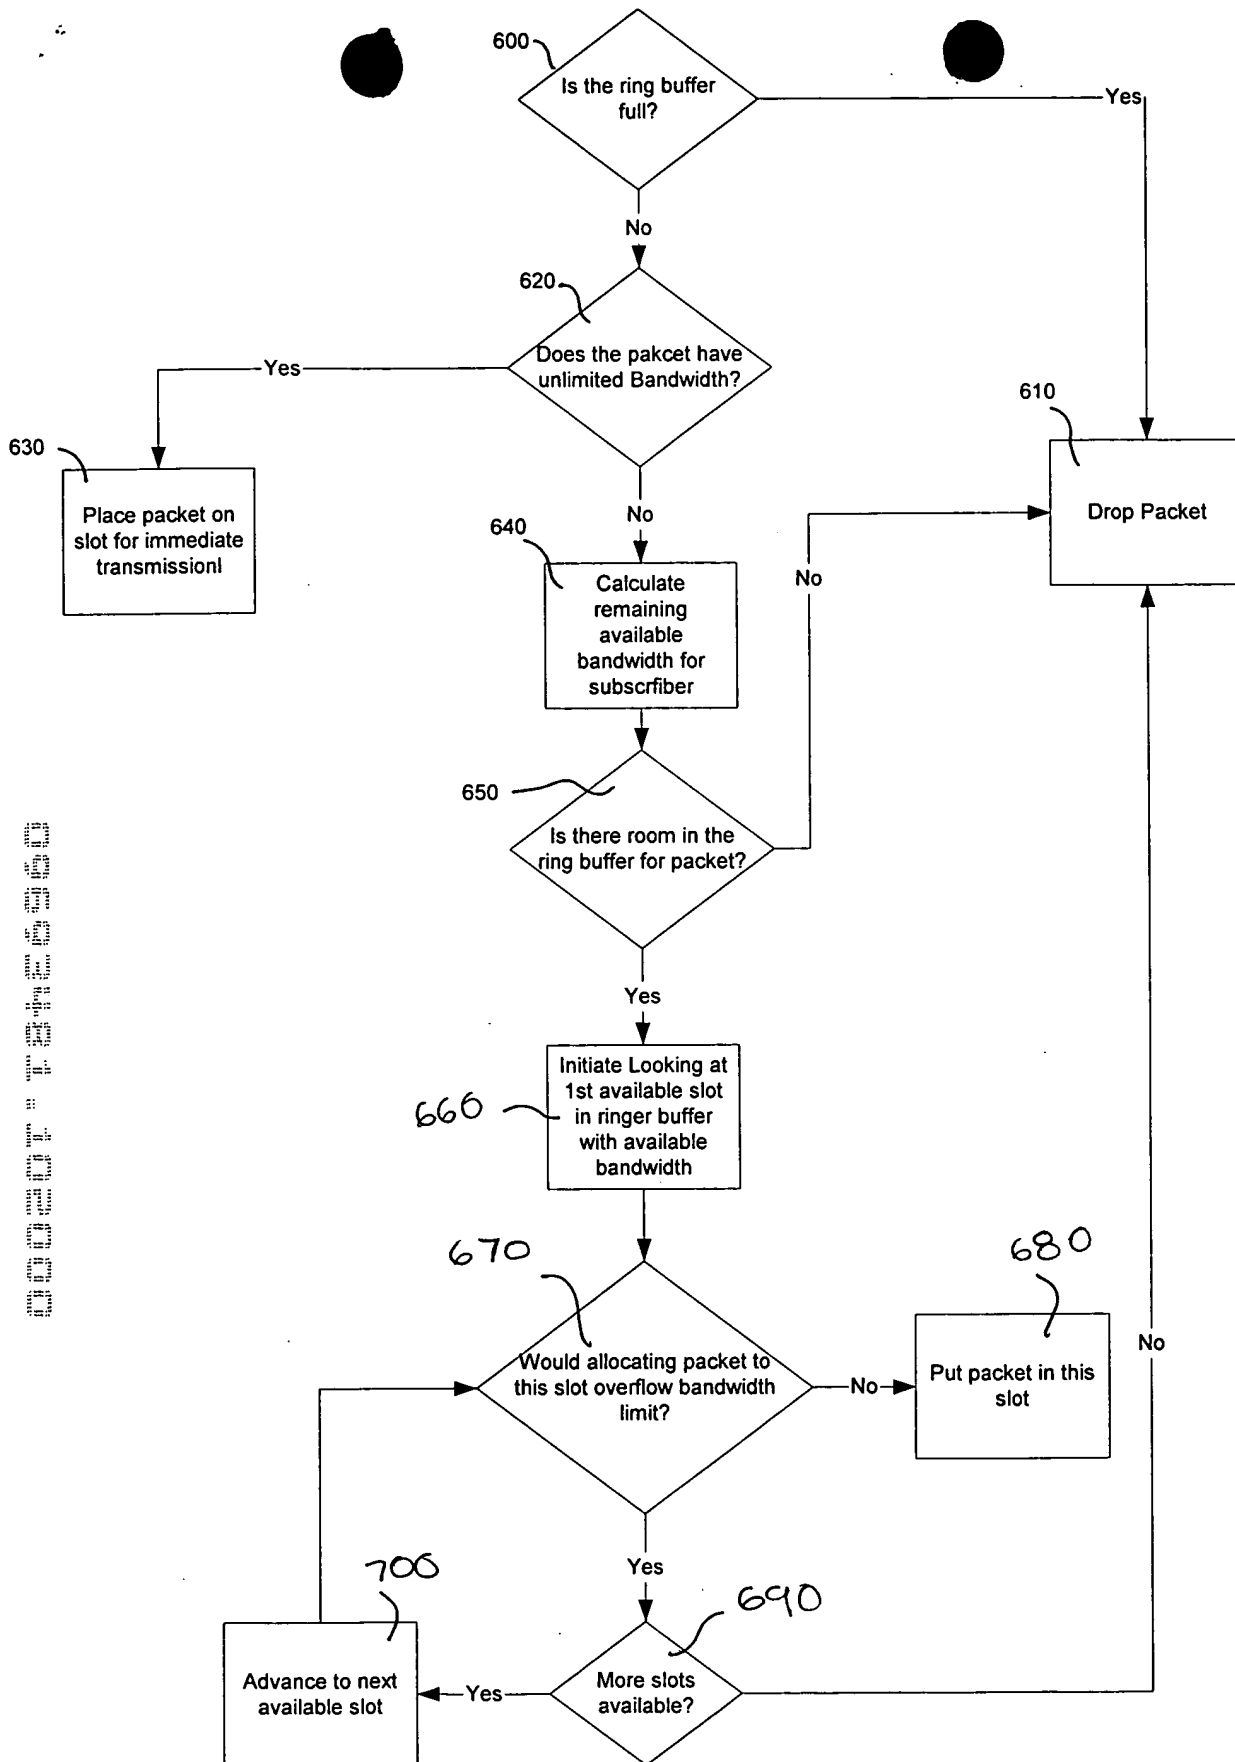 600
Is the ring buffer
full?
Yes
No
620
Does the pakcet have
unlimited Bandwidth?
Yes
630
Place packet on
slot for immediate
transmissionl
No
610
Drop Packet
640
Calculate
remaining
available
bandwidth for
subscrfiber
No
650
Is there room in the
ring buffer for packet?
Yes
660
Initiate Looking at
1st available slot
in ringer buffer
with available
bandwidth
670
Would allocating packet to
this slot overflow bandwidth
limit?
No
680
Put packet in this
slot
No
Yes
700
Advance to next
available slot
Yes
690
More slots
available?
09693481.102000